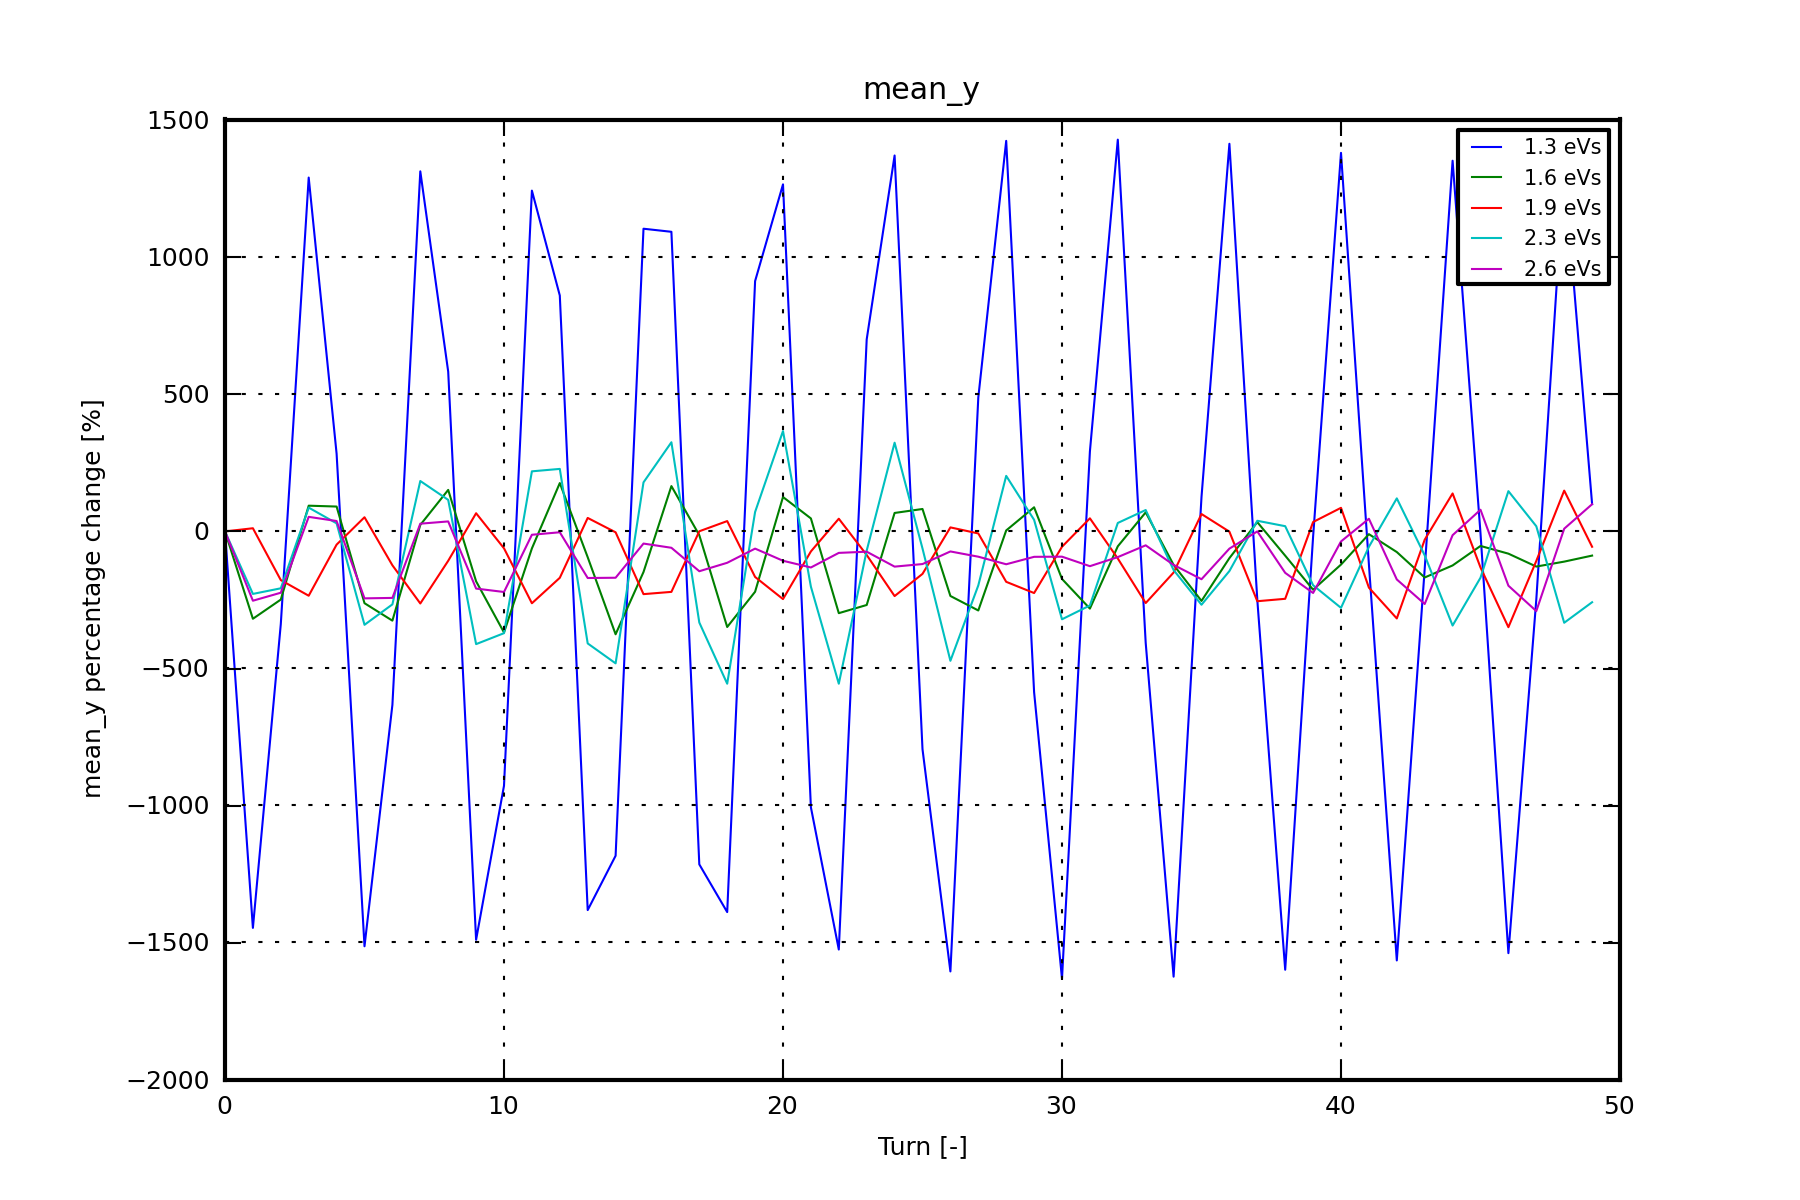 mean_y
1500
1000
500
0
−500
−1000
−1500
−2000
mean_y percentage change [%]
1.3 eVs
1.6 eVs
1.9 eVs
2.3 eVs
2.6 eVs
0 10 20 30 40 50
Turn [-]